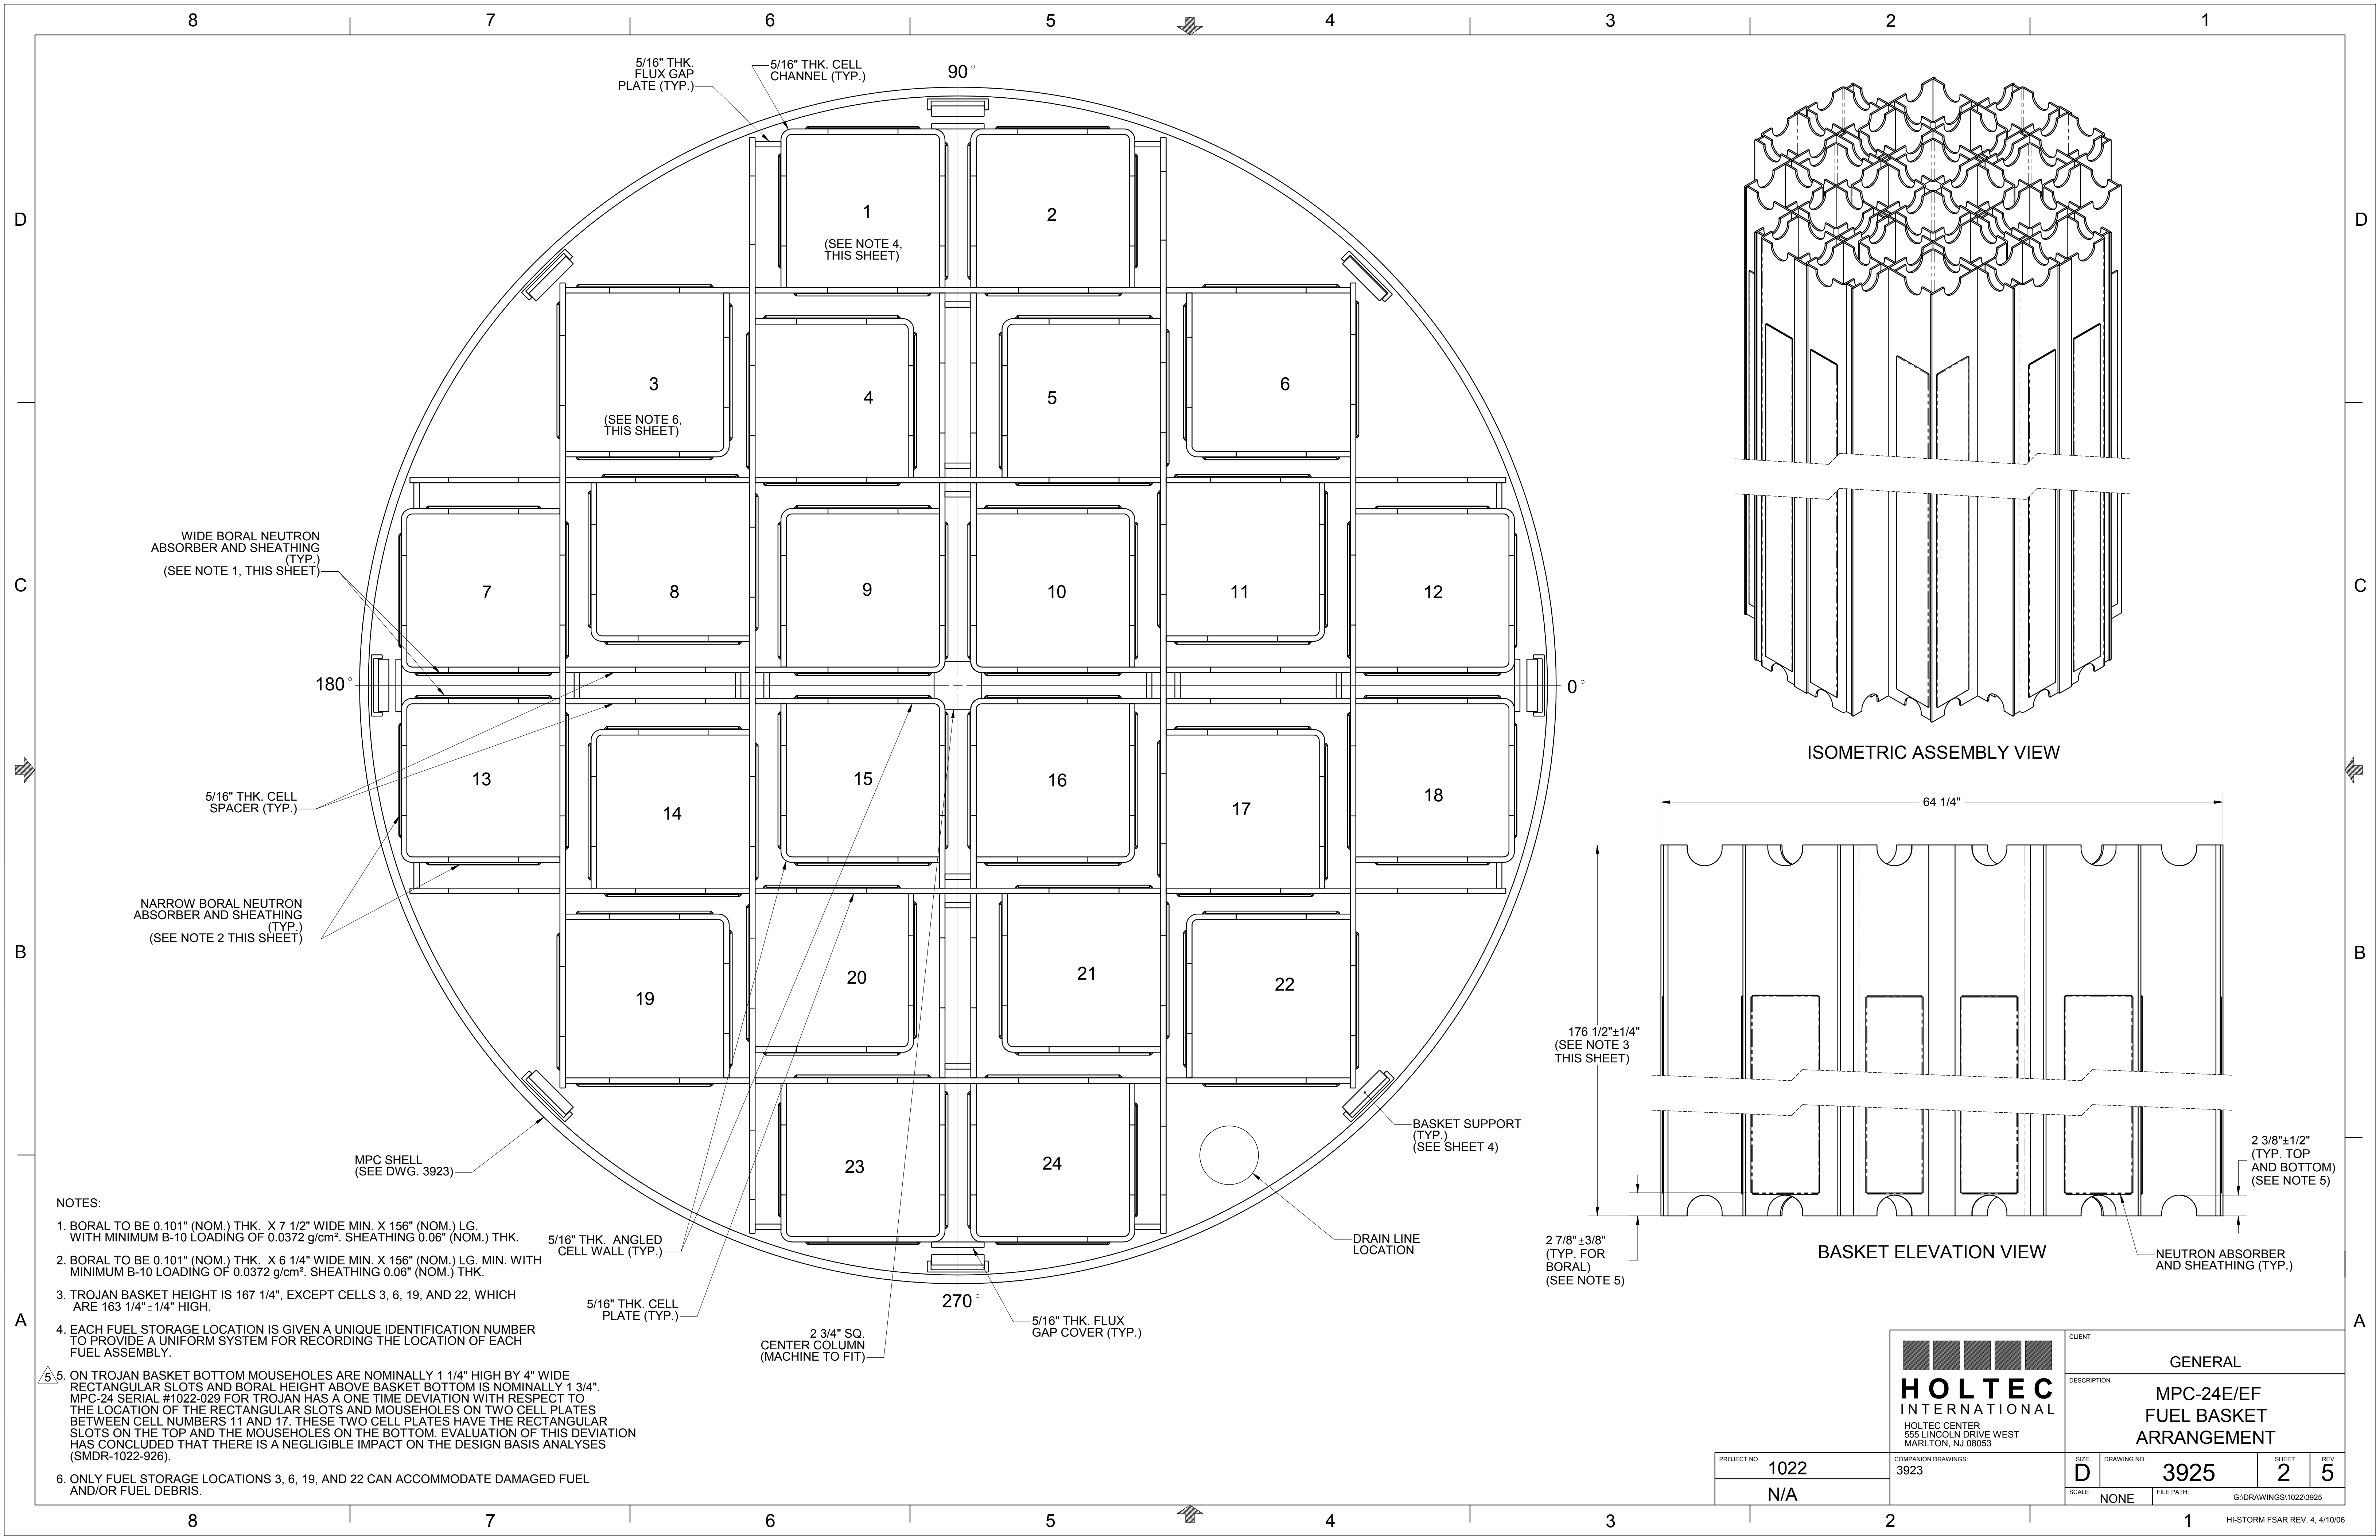 8 7 6 5 4 3 2 1
D
C
B
A
D
C
B
A
5/16" THK.
FLUX GAP
PLATE (TYP.)
5/16" THK. CELL
CHANNEL (TYP.)
90°
1
(SEE NOTE 4,
THIS SHEET)
2
3
(SEE NOTE 6,
THIS SHEET)
4
5
6
WIDE BORAL NEUTRON
ABSORBER AND SHEATHING
(TYP.)
(SEE NOTE 1, THIS SHEET)
7
8
9
10
11
12
180°
0°
5/16" THK. CELL
SPACER (TYP.)
13
14
15
16
17
18
NARROW BORAL NEUTRON
ABSORBER AND SHEATHING
(TYP.)
(SEE NOTE 2 THIS SHEET)
19
20
21
22
23
24
MPC SHELL
(SEE DWG. 3923)
BASKET SUPPORT
(TYP.)
(SEE SHEET 4)
DRAIN LINE
LOCATION
5/16" THK. ANGLED
CELL WALL (TYP.)
5/16" THK. CELL
PLATE (TYP.)
2 3/4" SQ.
CENTER COLUMN
(MACHINE TO FIT)
270°
5/16" THK. FLUX
GAP COVER (TYP.)
ISOMETRIC ASSEMBLY VIEW
64 1/4"
176 1/2"±1/4"
(SEE NOTE 3
THIS SHEET)
2 3/8"±1/2"
(TYP. TOP
AND BOTTOM)
(SEE NOTE 5)
2 7/8"±3/8"
(TYP. FOR
BORAL)
(SEE NOTE 5)
BASKET ELEVATION VIEW
NEUTRON ABSORBER
AND SHEATHING (TYP.)
NOTES:
1. BORAL TO BE 0.101" (NOM.) THK. X 7 1/2" WIDE MIN. X 156" (NOM.) LG.
WITH MINIMUM B-10 LOADING OF 0.0372 g/cm². SHEATHING 0.06" (NOM.) THK.
2. BORAL TO BE 0.101" (NOM.) THK. X 6 1/4" WIDE MIN. X 156" (NOM.) LG. MIN. WITH
MINIMUM B-10 LOADING OF 0.0372 g/cm². SHEATHING 0.06" (NOM.) THK.
3. TROJAN BASKET HEIGHT IS 167 1/4", EXCEPT CELLS 3, 6, 19, AND 22, WHICH
ARE 163 1/4"±1/4" HIGH.
4. EACH FUEL STORAGE LOCATION IS GIVEN A UNIQUE IDENTIFICATION NUMBER
TO PROVIDE A UNIFORM SYSTEM FOR RECORDING THE LOCATION OF EACH
FUEL ASSEMBLY.
5 5. ON TROJAN BASKET BOTTOM MOUSEHOLES ARE NOMINALLY 1 1/4" HIGH BY 4" WIDE
RECTANGULAR SLOTS AND BORAL HEIGHT ABOVE BASKET BOTTOM IS NOMINALLY 1 3/4".
MPC-24 SERIAL #1022-029 FOR TROJAN HAS A ONE TIME DEVIATION WITH RESPECT TO
THE LOCATION OF THE RECTANGULAR SLOTS AND MOUSEHOLES ON TWO CELL PLATES
BETWEEN CELL NUMBERS 11 AND 17. THESE TWO CELL PLATES HAVE THE RECTANGULAR
SLOTS ON THE TOP AND THE MOUSEHOLES ON THE BOTTOM. EVALUATION OF THIS DEVIATION
HAS CONCLUDED THAT THERE IS A NEGLIGIBLE IMPACT ON THE DESIGN BASIS ANALYSES
(SMDR-1022-926).
6. ONLY FUEL STORAGE LOCATIONS 3, 6, 19, AND 22 CAN ACCOMMODATE DAMAGED FUEL
AND/OR FUEL DEBRIS.
HOLTEC
INTERNATIONAL
HOLTEC CENTER
555 LINCOLN DRIVE WEST
MARLTON, NJ 08053
CLIENT
GENERAL
DESCRIPTION
MPC-24E/EF
FUEL BASKET
ARRANGEMENT
PROJECT NO. 1022
N/A
COMPANION DRAWINGS:
3923
SIZE
D
DRAWING NO.
3925
SHEET
2
REV
5
SCALE NONE
FILE PATH: G:\DRAWINGS\1022\3925
8 7 6 5 4 3 2 1
HI-STORM FSAR REV. 4, 4/10/06